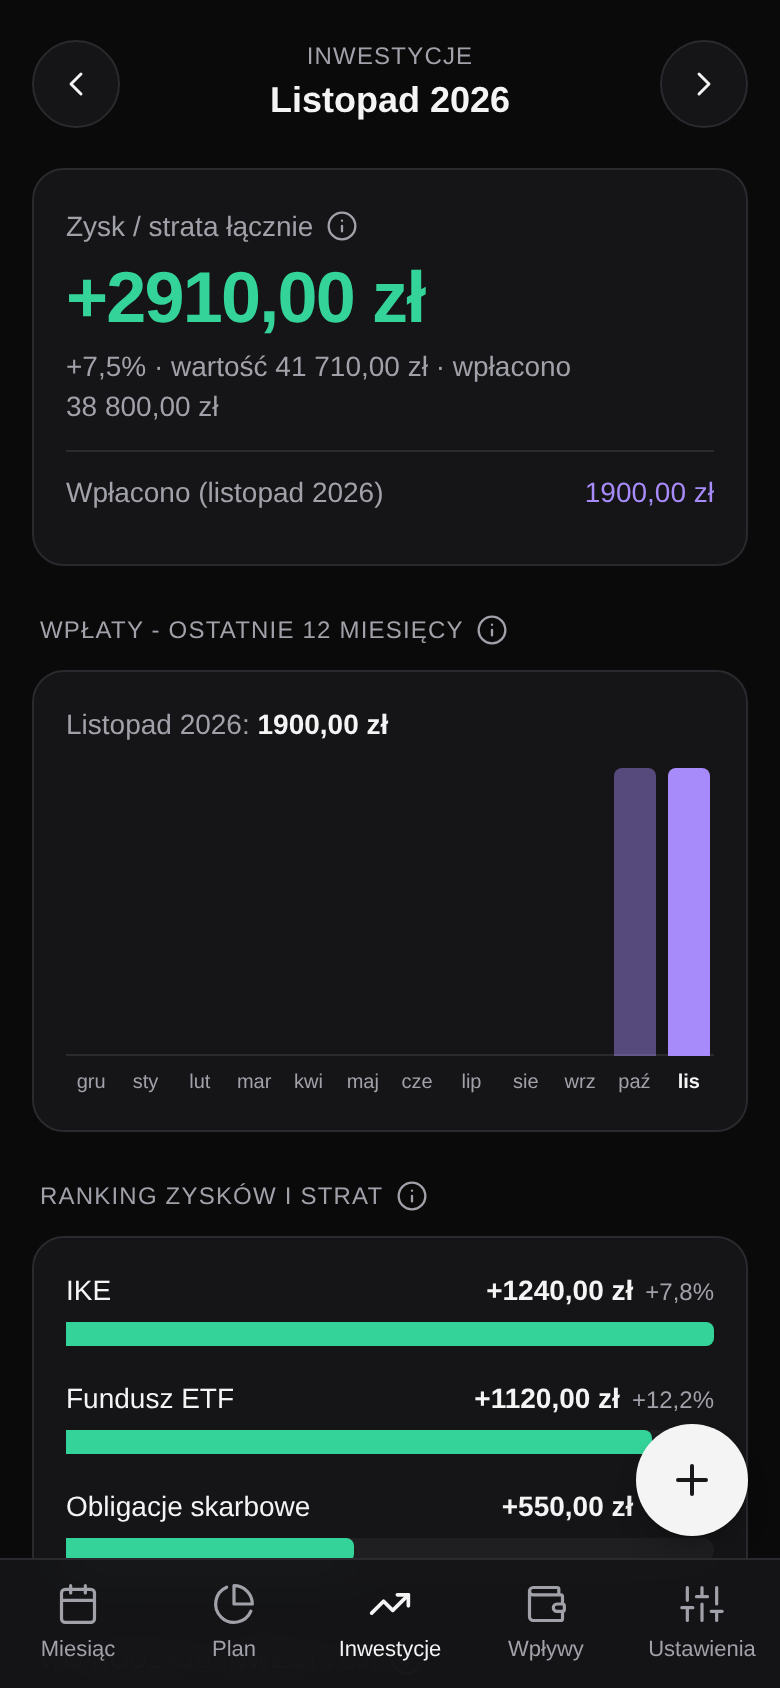 INWESTYCJE
Listopad 2026
Zysk / strata łącznie
+2910,00 zł
+7,5% · wartość 41 710,00 zł · wpłacono
38 800,00 zł
Wpłacono (listopad 2026) 1900,00 zł
WPŁATY - OSTATNIE 12 MIESIĘCY
Listopad 2026: 1900,00 zł
gru sty lut mar kwi maj cze lip sie wrz paź lis
RANKING ZYSKÓW I STRAT
IKE +1240,00 zł +7,8%
Fundusz ETF +1120,00 zł +12,2%
Obligacje skarbowe +550,00 zł
Miesiąc Plan Inwestycje Wpływy Ustawienia